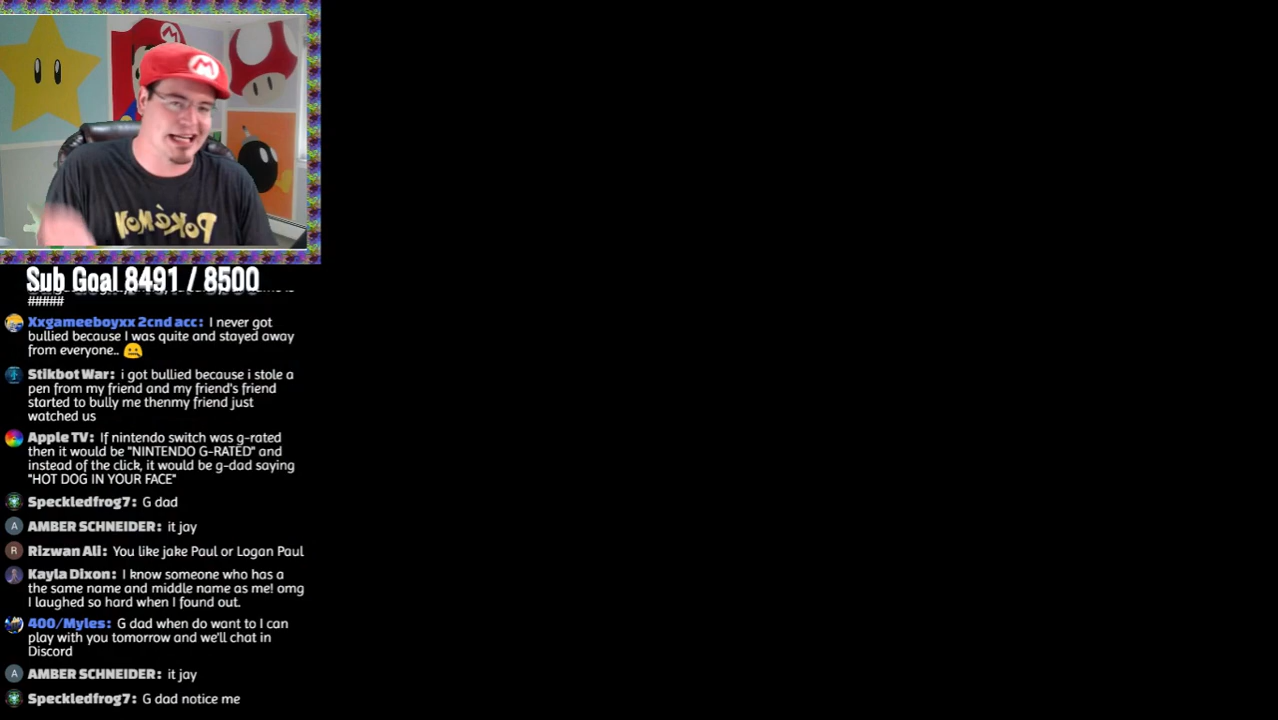 M
POKéMON
Sub Goal 8491 / 8500
#####
Xxgameeboyxx 2cnd acc: I never got
bullied because I was quite and stayed away
from everyone..
Stikbot War: i got bullied because i stole a
pen from my friend and my friend's friend
started to bully me thenmy friend just
watched us
Apple TV: If nintendo switch was g-rated
then it would be "NINTENDO G-RATED" and
instead of the click, it would be g-dad saying
"HOT DOG IN YOUR FACE"
Speckledfrog7: G dad
A AMBER SCHNEIDER: it jay
R Rizwan Ali: You like jake Paul or Logan Paul
Kayla Dixon: I know someone who has a
the same name and middle name as me! omg
I laughed so hard when I found out.
400/Myles: G dad when do want to I can
play with you tomorrow and we'll chat in
Discord
A AMBER SCHNEIDER: it jay
Speckledfrog7: G dad notice me